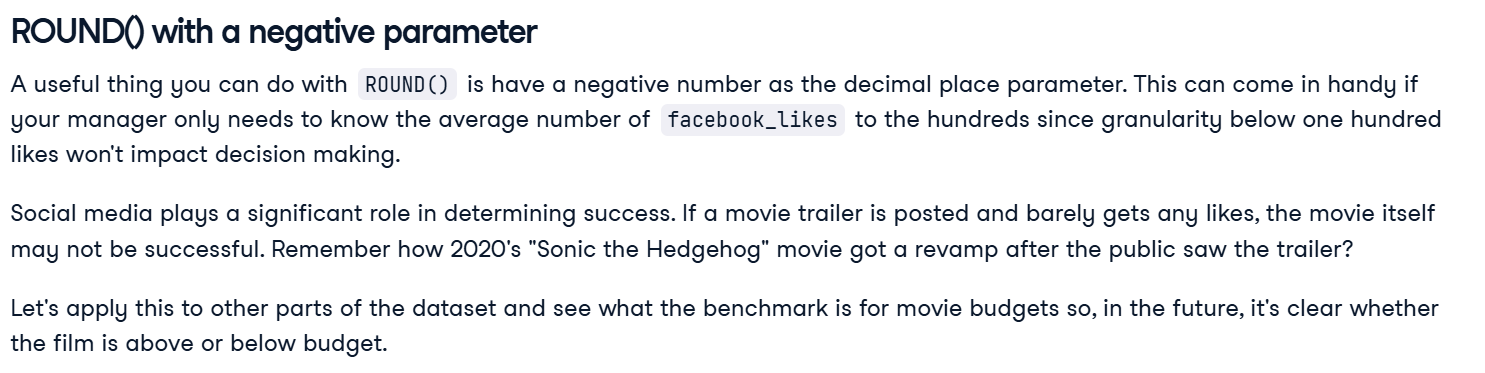 ROUND() with a negative parameter
A useful thing you can do with ROUND() is have a negative number as the decimal place parameter. This can come in handy if
your manager only needs to know the average number of facebook_likes to the hundreds since granularity below one hundred
likes won't impact decision making.
Social media plays a significant role in determining success. If a movie trailer is posted and barely gets any likes, the movie itself
may not be successful. Remember how 2020's "Sonic the Hedgehog" movie got a revamp after the public saw the trailer?
Let's apply this to other parts of the dataset and see what the benchmark is for movie budgets so, in the future, it's clear whether
the film is above or below budget.